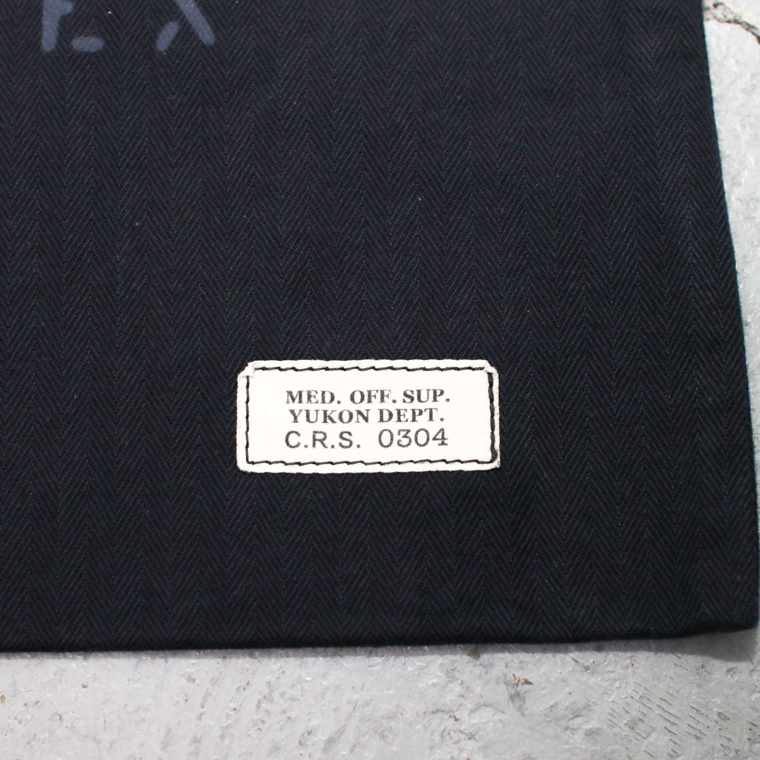 MED. OFF. SUP.
YUKON DEPT.
C.R.S. 0304